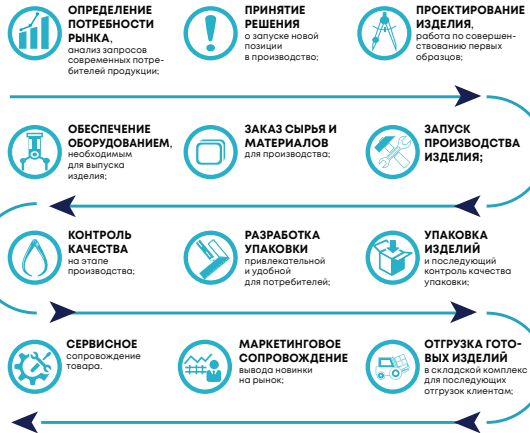 ОПРЕДЕЛЕНИЕ
ПОТРЕБНОСТИ
РЫНКА,
анализ запросов
современных потре-
бителей продукции;
ПРИНЯТИЕ
РЕШЕНИЯ
о запуске новой
позиции
в производство;
ПРОЕКТИРОВАНИЕ
ИЗДЕЛИЯ,
работа по совершен-
ствованию первых
образцов;
ОБЕСПЕЧЕНИЕ
ОБОРУДОВАНИЕМ,
необходимым
для выпуска
изделия;
ЗАКАЗ СЫРЬЯ И
МАТЕРИАЛОВ
для производства;
ЗАПУСК
ПРОИЗВОДСТВА
ИЗДЕЛИЯ;
КОНТРОЛЬ
КАЧЕСТВА
на этапе
производства;
РАЗРАБОТКА
УПАКОВКИ
привлекательной
и удобной
для потребителей;
УПАКОВКА
ИЗДЕЛИЙ
и последующий
контроль качества
упаковки;
СЕРВИСНОЕ
сопровождение
товара.
МАРКЕТИНГОВОЕ
СОПРОВОЖДЕНИЕ
вывода новинки
на рынок;
ОТГРУЗКА ГОТО-
ВЫХ ИЗДЕЛИЙ
в складской комплекс
для последующих
отгрузок клиентам;